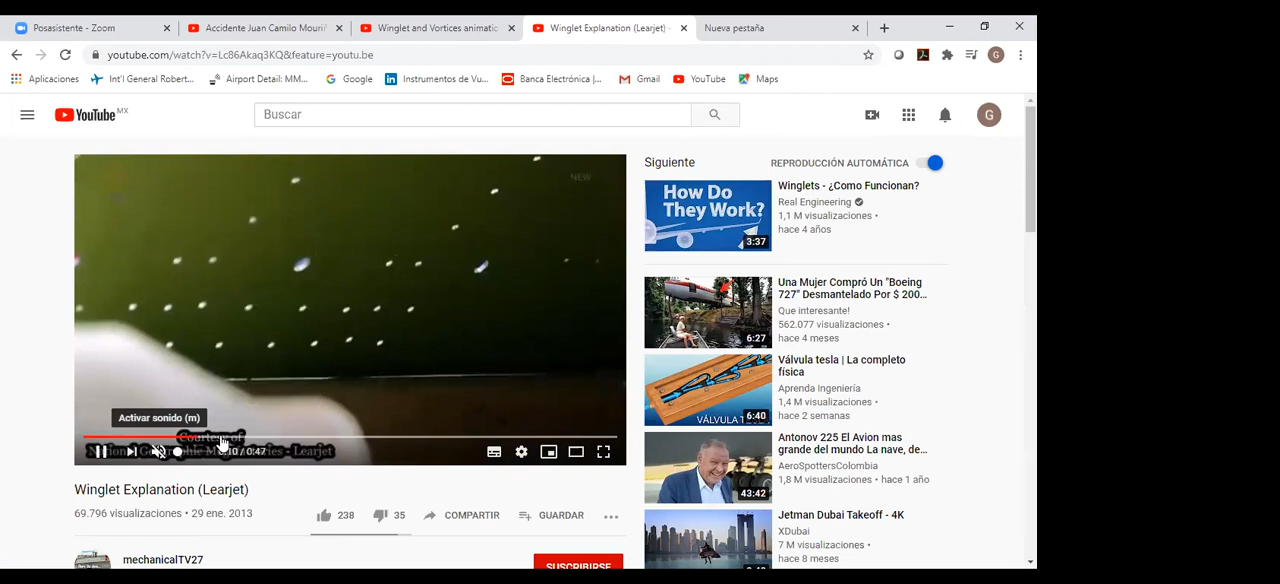 Posasistente - Zoom
Accidente Juan Camilo Mouri
Winglet and Vortices animatic
Winglet Explanation (Learjet)
Nueva pestaña
youtube.com/watch?v=Lc86Akaq3KQ&feature=youtu.be
Aplicaciones
Int'l General Robert...
Airport Detail: MM...
Google
Instrumentos de Vu...
Banca Electrónica |...
Gmail
YouTube
Maps
YouTube MX
Buscar
G
NEW
Activar sonido (m)
Courtesy of
0:10 / 0:47
Winglet Explanation (Learjet)
69.796 visualizaciones • 29 ene. 2013
238
35
COMPARTIR
GUARDAR
mechanicalTV27
SUSCRIBIRSE
Siguiente
REPRODUCCIÓN AUTOMÁTICA
How Do
They Work?
3:37
Winglets - ¿Como Funcionan?
Real Engineering
1,1 M visualizaciones •
hace 4 años
6:27
Una Mujer Compró Un "Boeing
727" Desmantelado Por $ 200...
Que interesante!
562.077 visualizaciones •
hace 4 meses
VÁLVULA
6:40
Válvula tesla | La completo
física
Aprenda Ingeniería
1,4 M visualizaciones •
hace 2 semanas
43:42
Antonov 225 El Avion mas
grande del mundo La nave, de...
AeroSpottersColombia
1,8 M visualizaciones • hace 1 año
Jetman Dubai Takeoff - 4K
XDubai
7 M visualizaciones •
hace 8 meses